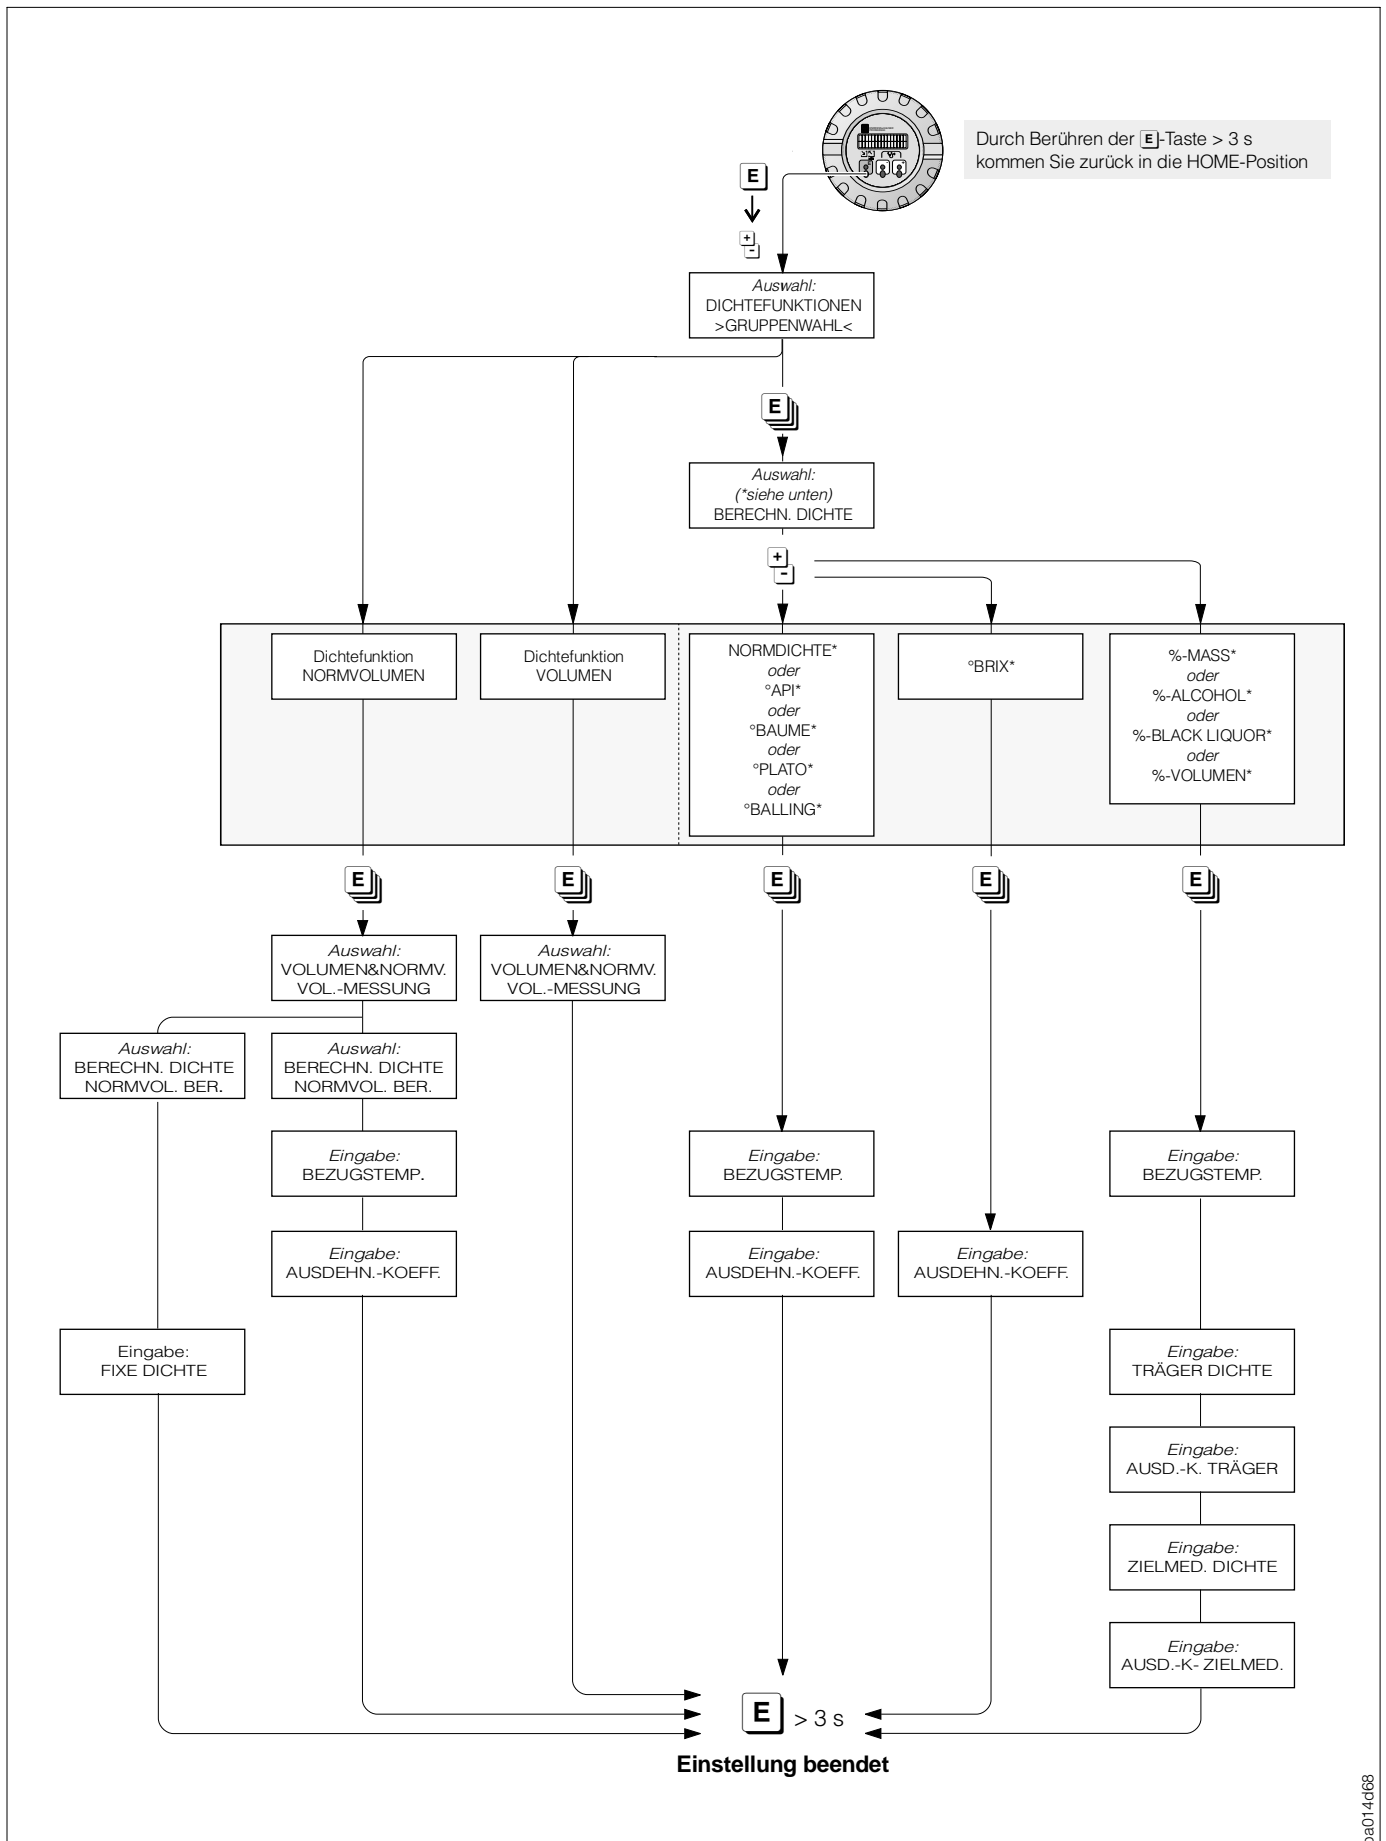 Durch Berühren der E-Taste > 3 s
kommen Sie zurück in die HOME-Position
E
+
-
Auswahl:
DICHTEFUNKTIONEN
>GRUPPENWAHL<
E
Auswahl:
(*siehe unten)
BERECHN. DICHTE
+
-
Dichtefunktion
NORMVOLUMEN
Dichtefunktion
VOLUMEN
NORMDICHTE*
oder
°API*
oder
°BAUME*
oder
°PLATO*
oder
°BALLING*
°BRIX*
%-MASS*
oder
%-ALCOHOL*
oder
%-BLACK LIQUOR*
oder
%-VOLUMEN*
E
E
E
E
E
Auswahl:
VOLUMEN&NORMV.
VOL.-MESSUNG
Auswahl:
VOLUMEN&NORMV.
VOL.-MESSUNG
Auswahl:
BERECHN. DICHTE
NORMVOL. BER.
Auswahl:
BERECHN. DICHTE
NORMVOL. BER.
Eingabe:
BEZUGSTEMP.
Eingabe:
BEZUGSTEMP.
Eingabe:
BEZUGSTEMP.
Eingabe:
AUSDEHN.-KOEFF.
Eingabe:
AUSDEHN.-KOEFF.
Eingabe:
AUSDEHN.-KOEFF.
Eingabe:
FIXE DICHTE
Eingabe:
TRÄGER DICHTE
Eingabe:
AUSD.-K. TRÄGER
Eingabe:
ZIELMED. DICHTE
Eingabe:
AUSD.-K- ZIELMED.
E > 3 s
Einstellung beendet
ba014d68